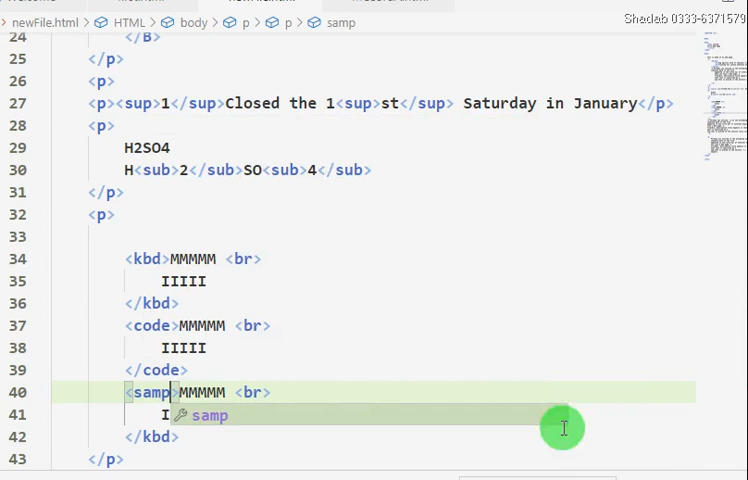 newFile.html > HTML > body > p > p > samp
Shadab 0333-6371579
24 </B>
25 </p>
26 <p>
27 <p><sup>1</sup>Closed the 1<sup>st</sup> Saturday in January</p>
28 <p>
29 H2SO4
30 H<sub>2</sub>SO<sub>4</sub>
31 </p>
32 <p>
33
34 <kbd>MMMMM <br>
35 IIIII
36 </kbd>
37 <code>MMMMM <br>
38 IIIII
39 </code>
40 <samp>MMMMM <br>
41 I
samp
42 </kbd>
43 </p>